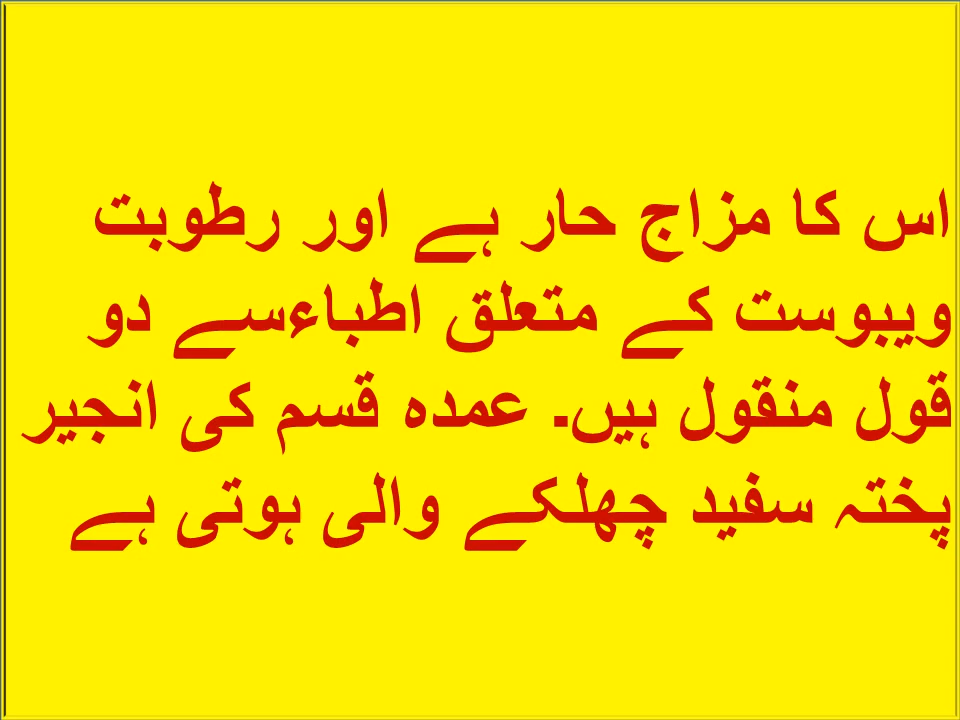 اس کا مزاج حار ہے اور رطوبت
ویبوست کے متعلق اطباءسے دو
قول منقول ہیں۔ عمدہ قسم کی انجیر
پختہ سفید چھلکے والی ہوتی ہے